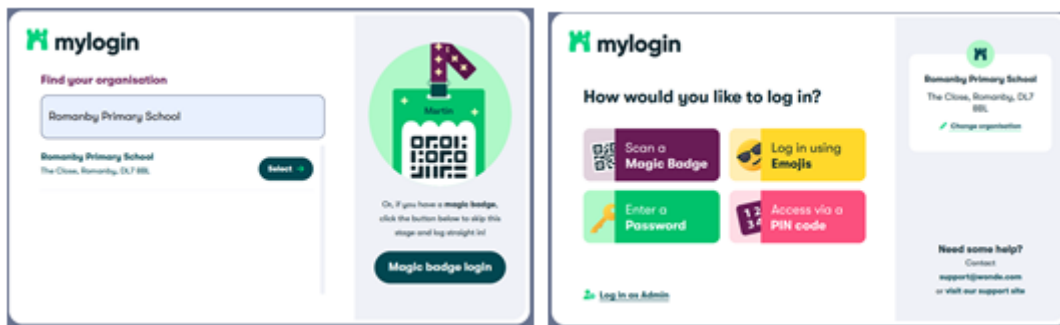 mylogin
Find your organisation
Romanby Primary School
Romanby Primary School
The Close, Romanby, DL7 8BL
Select →
Martin
Or, if you have a magic badge,
click the button below to skip this
stage and log straight in!
Magic badge login
mylogin
How would you like to log in?
Scan a
Magic Badge
Log in using
Emojis
Enter a
Password
1 2
3 4
Access via a
PIN code
Log in as Admin
Romanby Primary School
The Close, Romanby, DL7
8BL
Change organisation
Need some help?
Contact
support@wonde.com
or visit our support site